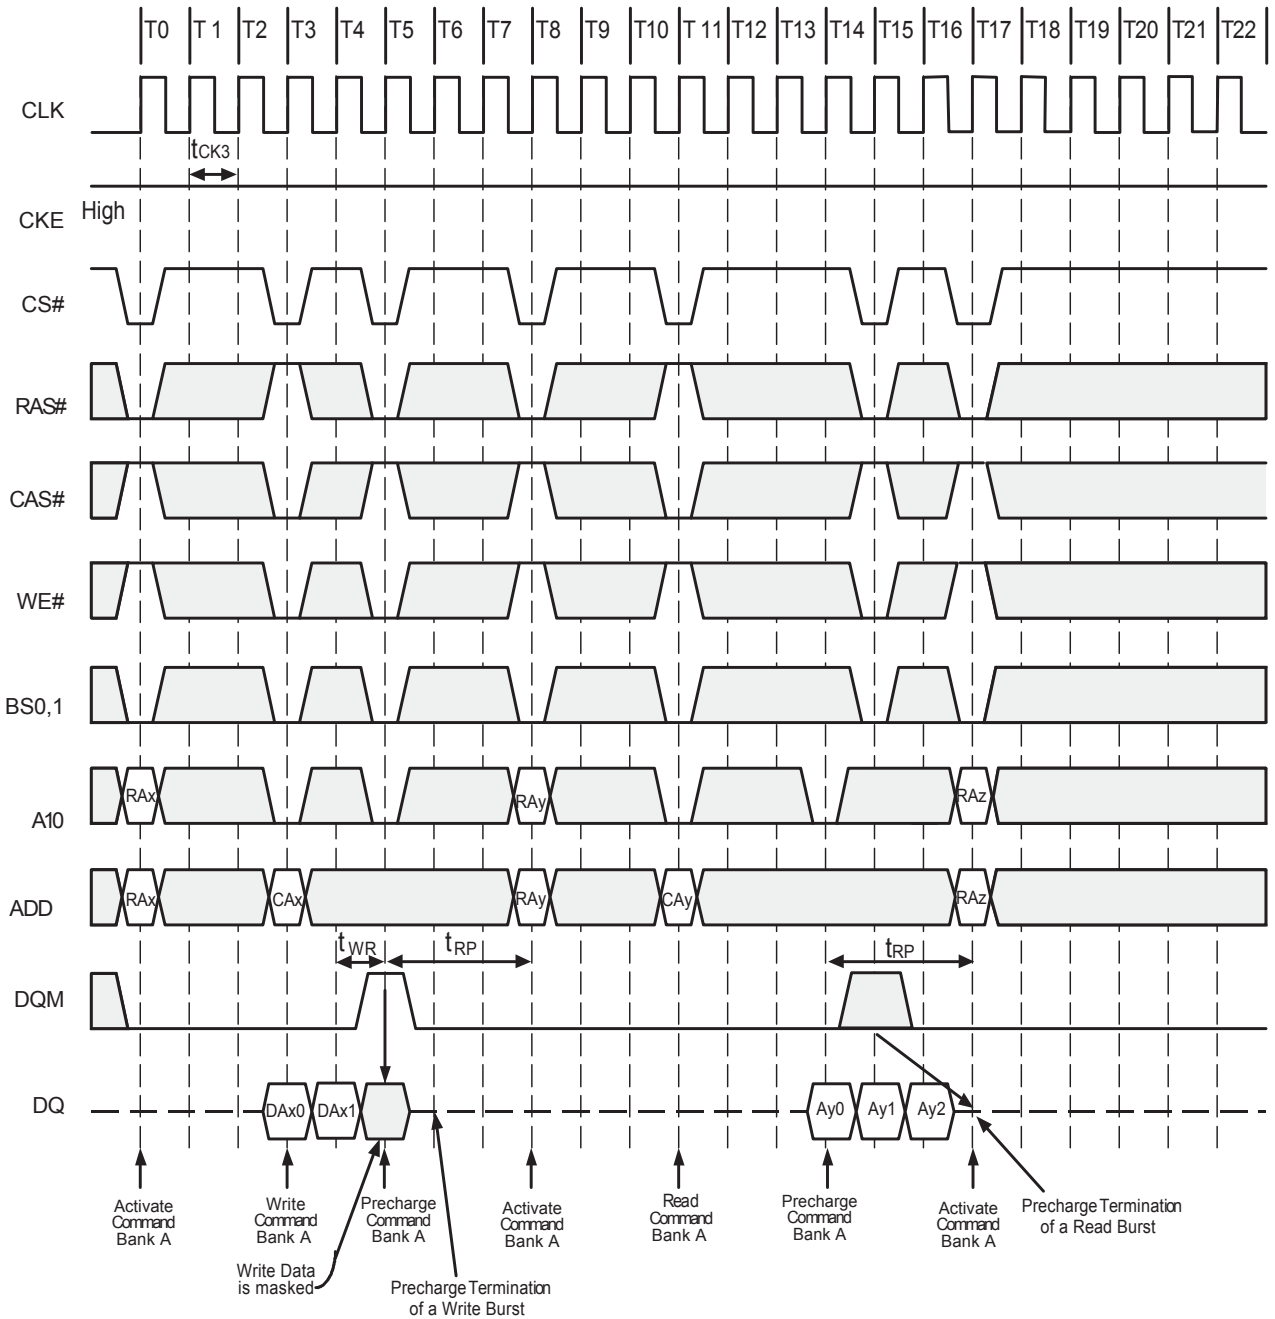 T0 T 1 T2 T3 T4 T5 T6 T7 T8 T9 T10 T 11 T12 T13 T14 T15 T16 T17 T18 T19 T20 T21 T22
CLK
tCK3
High
CKE
CS#
RAS#
CAS#
WE#
BS0,1
RAx RAy RAz
A10
RAx CAx RAy CAy RAz
ADD
tWR tRP tRP
DQM
DQ
DAx0 DAx1 Ay0 Ay1 Ay2
Activate
Command
Bank A
Write
Command
Bank A
Precharge
Command
Bank A
Activate
Command
Bank A
Read
Command
Bank A
Precharge
Command
Bank A
Activate
Command
Bank A
Precharge Termination
of a Read Burst
Write Data
is masked
Precharge Termination
of a Write Burst